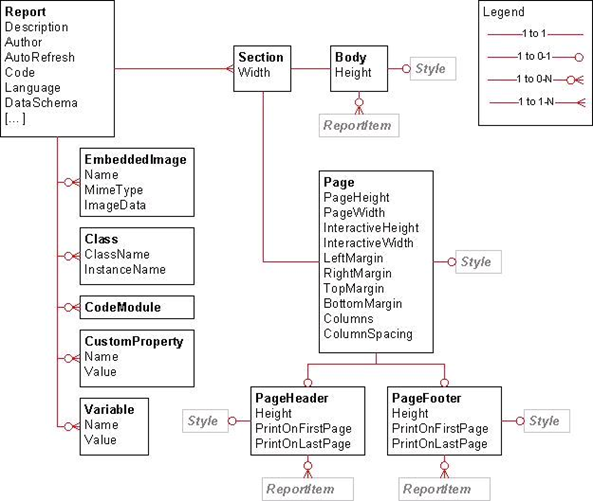 Report
Description
Author
AutoRefresh
Code
Language
DataSchema
[... ]
Section
Width
Body
Height
Style
ReportItem
Legend
1 to 1
1 to 0-1
1 to 0-N
1 to 1-N
EmbeddedImage
Name
MimeType
ImageData
Class
ClassName
InstanceName
CodeModule
CustomProperty
Name
Value
Variable
Name
Value
Page
PageHeight
PageWidth
InteractiveHeight
InteractiveWidth
LeftMargin
RightMargin
TopMargin
BottomMargin
Columns
ColumnSpacing
Style
Style
PageHeader
Height
PrintOnFirstPage
PrintOnLastPage
ReportItem
PageFooter
Height
PrintOnFirstPage
PrintOnLastPage
Style
ReportItem